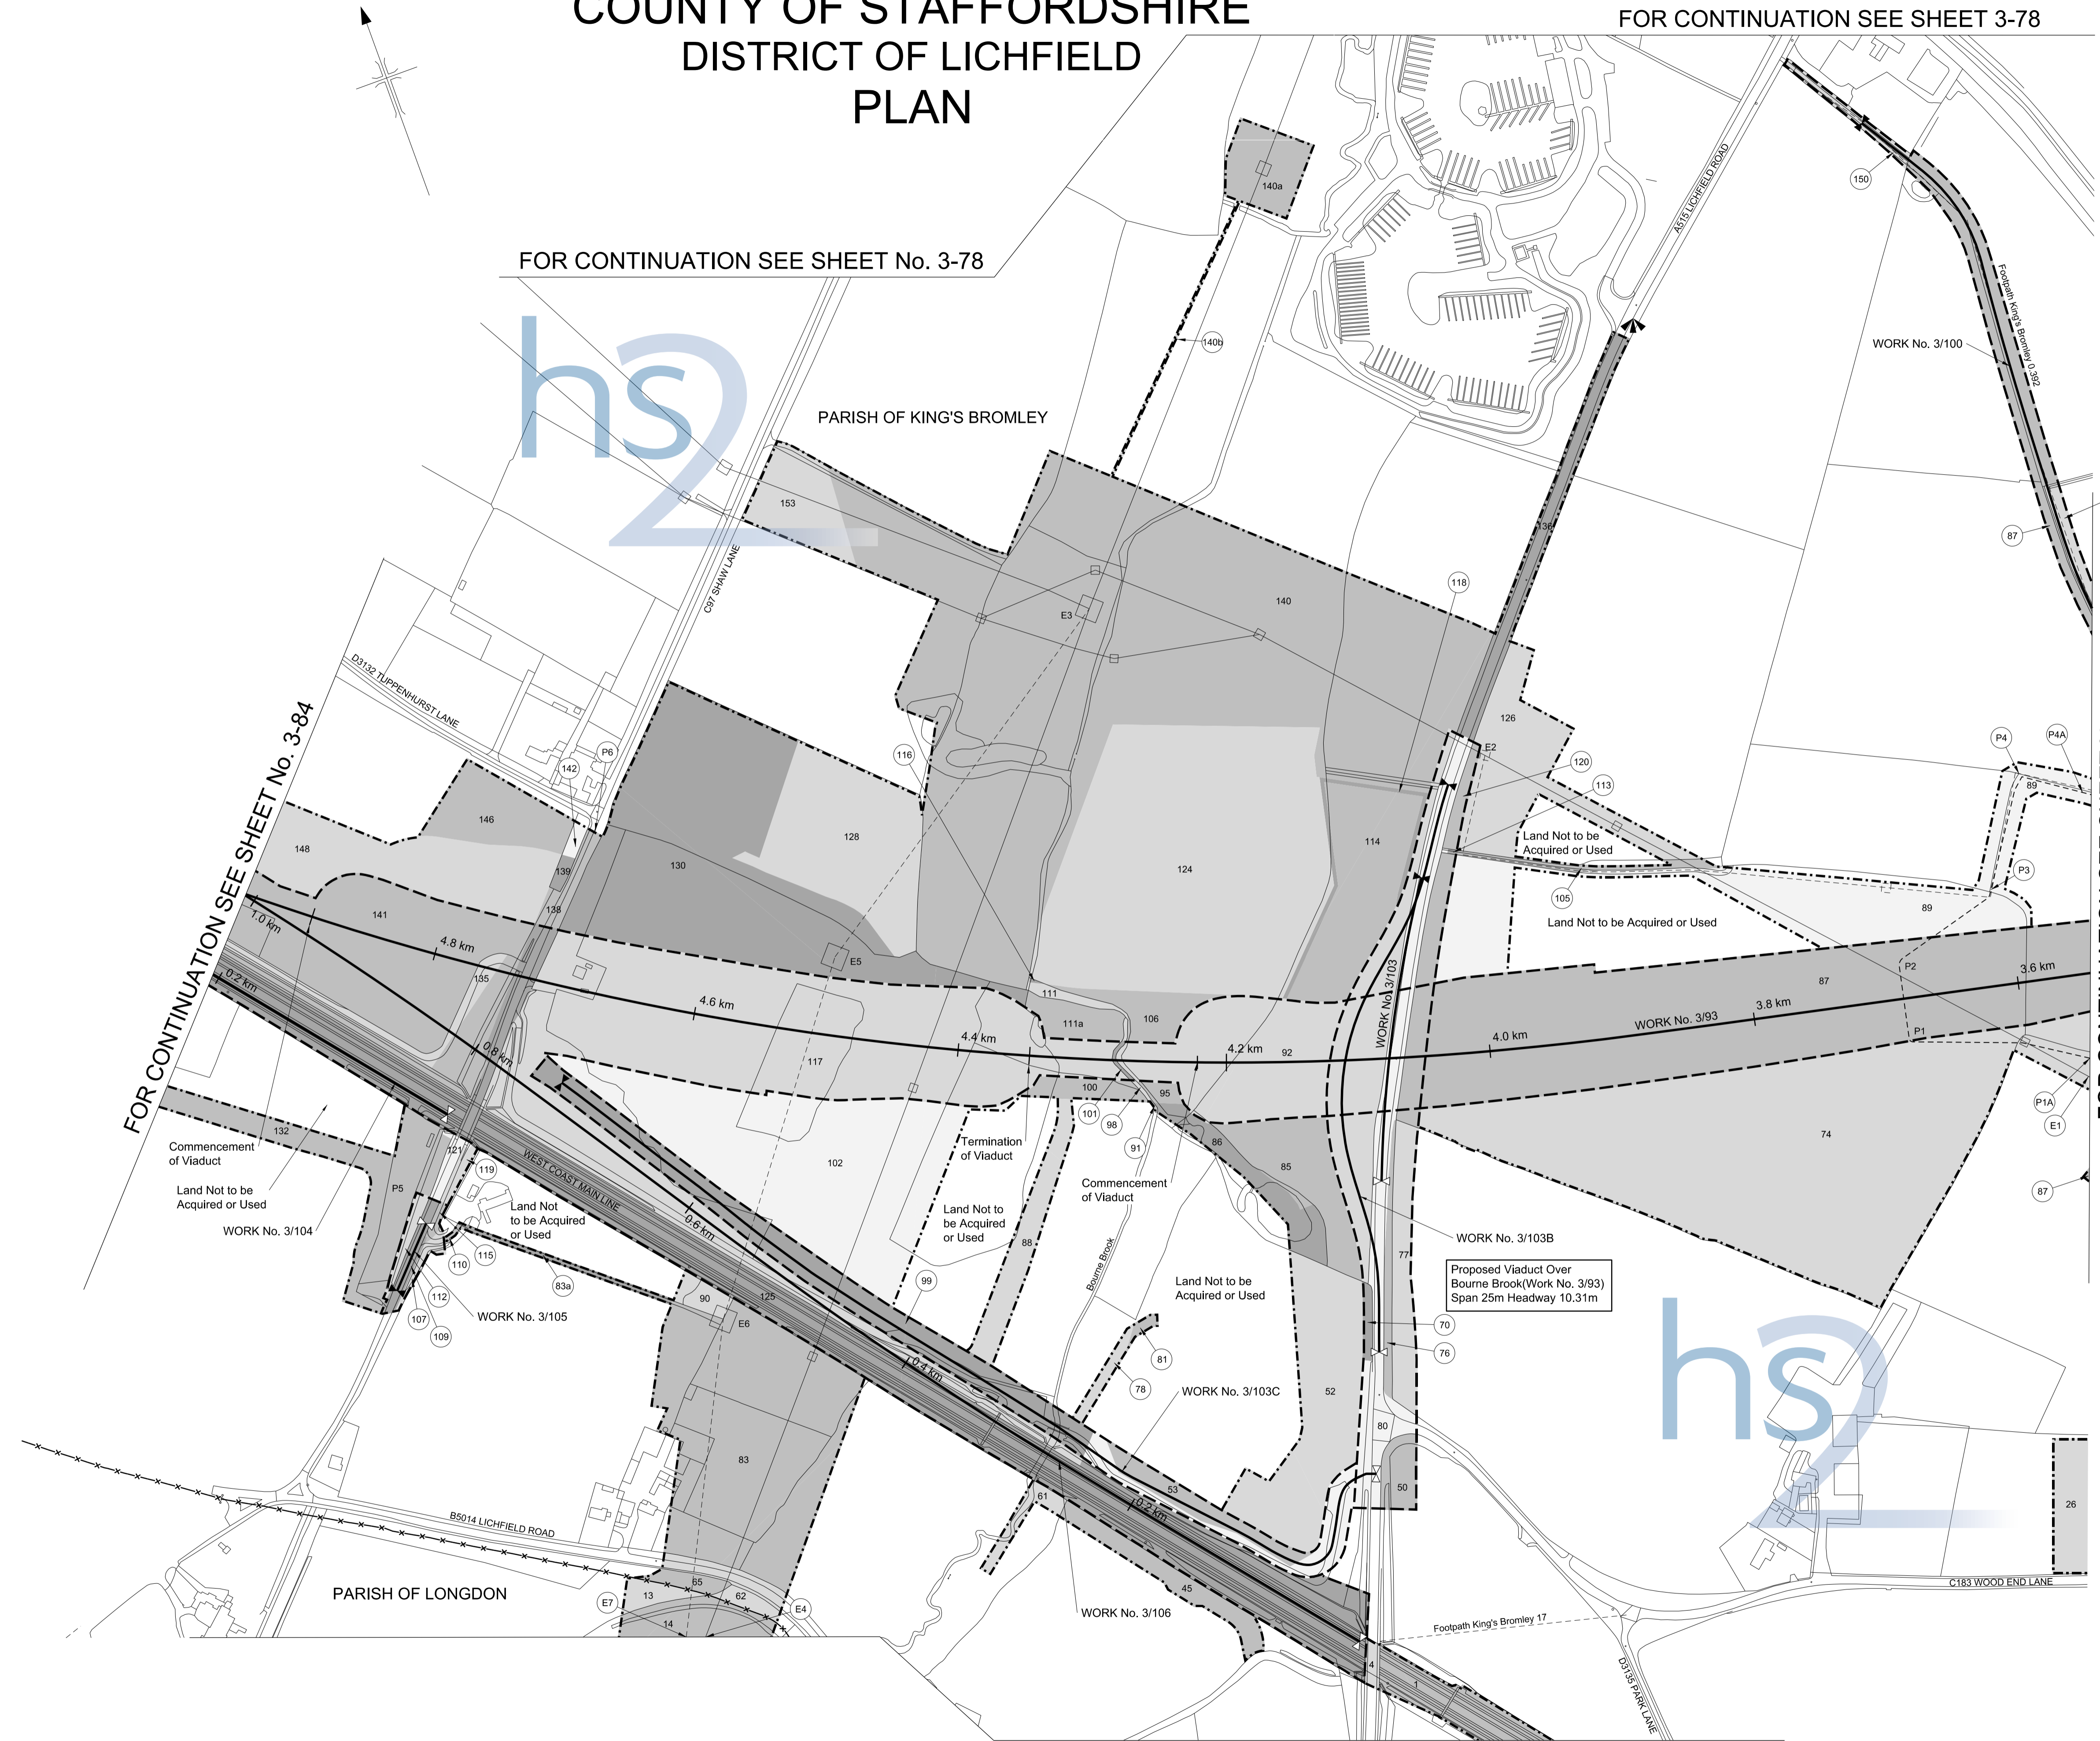 COUNTY OF STAFFORDSHIRE
DISTRICT OF LICHFIELD
PLAN
FOR CONTINUATION SEE SHEET 3-78
FOR CONTINUATION SEE SHEET No. 3-78
140a
140b
A515 LICHFIELD ROAD
150
Footpath King's Bromley 0.392
WORK No. 3/100
87
hs2
PARISH OF KING'S BROMLEY
153
C97 SHAW LANE
136
118
140
E3
D3132 TUPPENHURST LANE
FOR CONTINUATION SEE SHEET No. 3-84
P6
142
116
126
E2
120
113
P4
P4A
89
146
148
139
138
130
128
124
114
Land Not to be
Acquired or Used
105
Land Not to be Acquired or Used
P3
89
141
1.0 km
4.8 km
135
E5
4.6 km
111
111a
106
WORK No. 3/103
87
P2
3.6 km
3.8 km
WORK No. 3/93
P1
0.2 km
0.8 km
117
4.4 km
4.2 km
92
4.0 km
100
101
98
95
91
86
85
P1A
E1
74
132
Commencement
of Viaduct
121
119
WEST COAST MAIN LINE
102
Termination
of Viaduct
Commencement
of Viaduct
Land Not to be
Acquired or Used
P5
WORK No. 3/104
Land Not
to be Acquired
or Used
0.6 km
Land Not to
be Acquired
or Used
88
Bourne Brook
87
115
110
83a
112
107
109
WORK No. 3/105
90
125
E6
99
Land Not to be
Acquired or Used
WORK No. 3/103B
77
Proposed Viaduct Over
Bourne Brook(Work No. 3/93)
Span 25m Headway 10.31m
70
76
81
78
0.4 km
WORK No. 3/103C
52
80
hs2
83
53
50
61
0.2 km
26
B5014 LICHFIELD ROAD
PARISH OF LONGDON
65
13
62
14
E7
E4
45
WORK No. 3/106
C183 WOOD END LANE
Footpath King's Bromley 17
4
1
D3135 PARK LANE